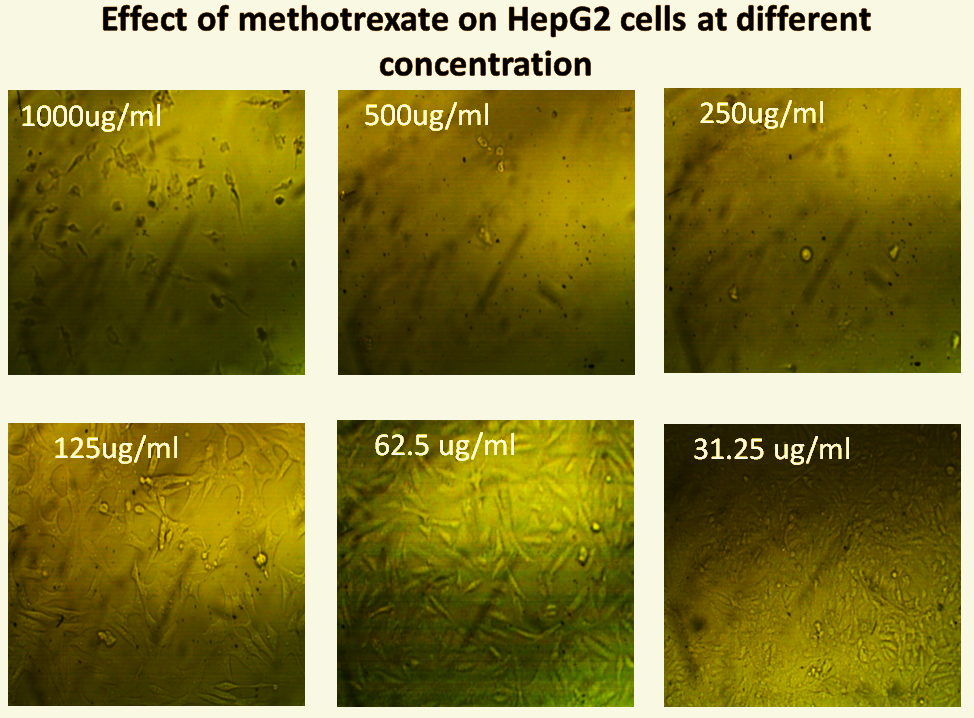 Effect of methotrexate on HepG2 cells at different
concentration
1000ug/ml
500ug/ml
250ug/ml
125ug/ml
62.5 ug/ml
31.25 ug/ml